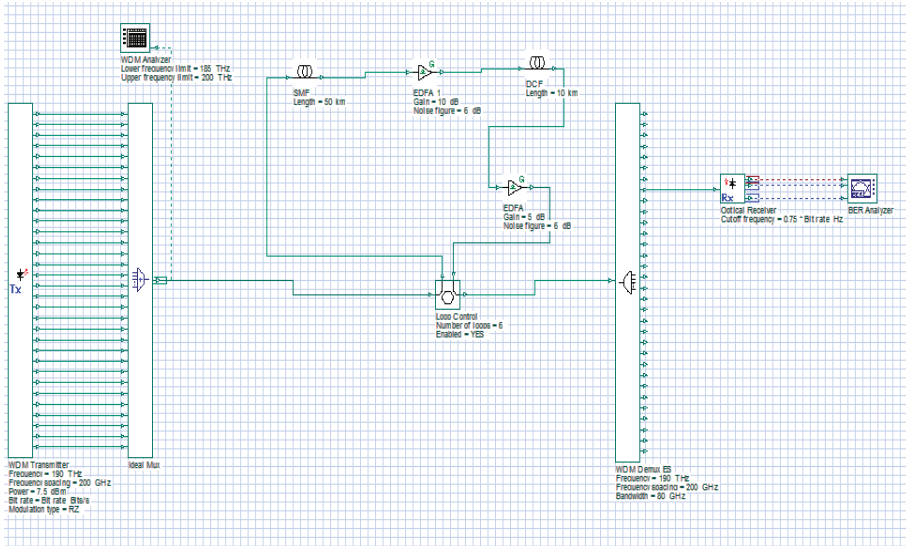 WDM Analyzer
Lower frequency limit = 185 THz
Upper frequency limit = 200 THz
SMF
Length = 50 km
G
EDFA 1
Gain = 10 dB
Noise figure = 6 dB
DCF
Length = 10 km
G
EDFA
Gain = 5 dB
Noise figure = 6 dB
Rx
Optical Receiver
Cutoff frequency = 0.75 * Bit rate Hz
BER Analyzer
Tx
Loop Control
Number of loops = 6
Enabled = YES
WDM Transmitter
Frequency = 190 THz
Frequency spacing = 200 GHz
Power = 7.5 dBm
Bit rate = Bit rate Bits/s
Modulation type = RZ
Ideal Mux
WDM Demux ES
Frequency = 190 THz
Frequency spacing = 200 GHz
Bandwidth = 80 GHz